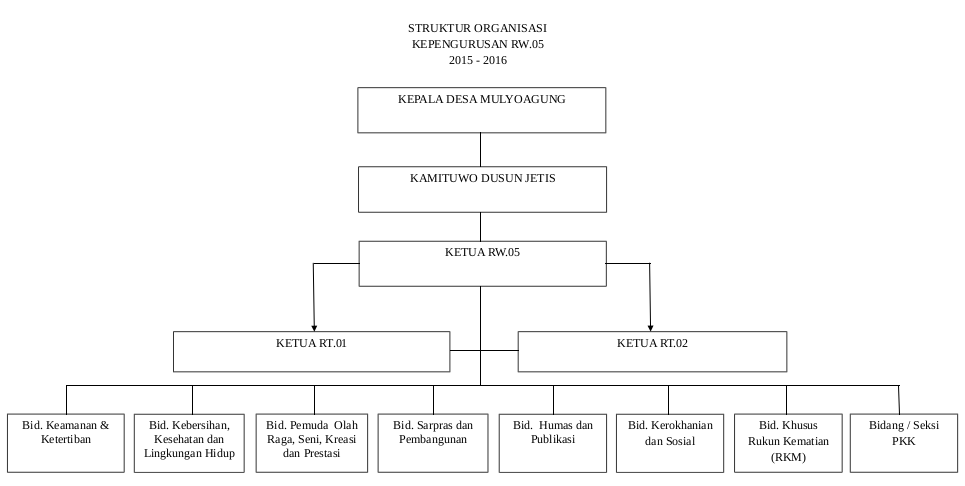 STRUKTUR ORGANISASI
KEPENGURUSAN RW.05
2015 - 2016
KEPALA DESA MULYOAGUNG
KAMITUWO DUSUN JETIS
KETUA RW.05
KETUA RT.01
KETUA RT.02
Bid. Keamanan &
Ketertiban
Bid. Kebersihan,
Kesehatan dan
Lingkungan Hidup
Bid. Pemuda  Olah
Raga, Seni, Kreasi
dan Prestasi
Bid. Sarpras dan
Pembangunan
Bid.  Humas dan
Publikasi
Bid. Kerokhanian
dan Sosial
Bid. Khusus
Rukun Kematian
(RKM)
Bidang / Seksi
PKK